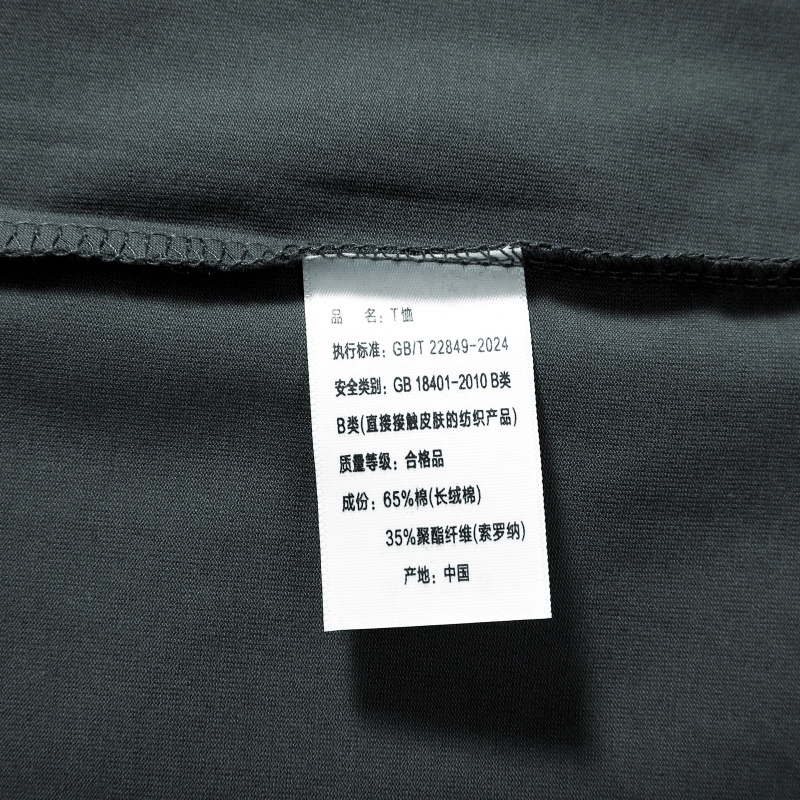 品　名：T恤
执行标准：GB/T 22849-2024
安全类别：GB 18401-2010 B类
B类(直接接触皮肤的纺织产品)
质量等级：合格品
成份：65%棉(长绒棉)
35%聚酯纤维(索罗纳)
产地：中国